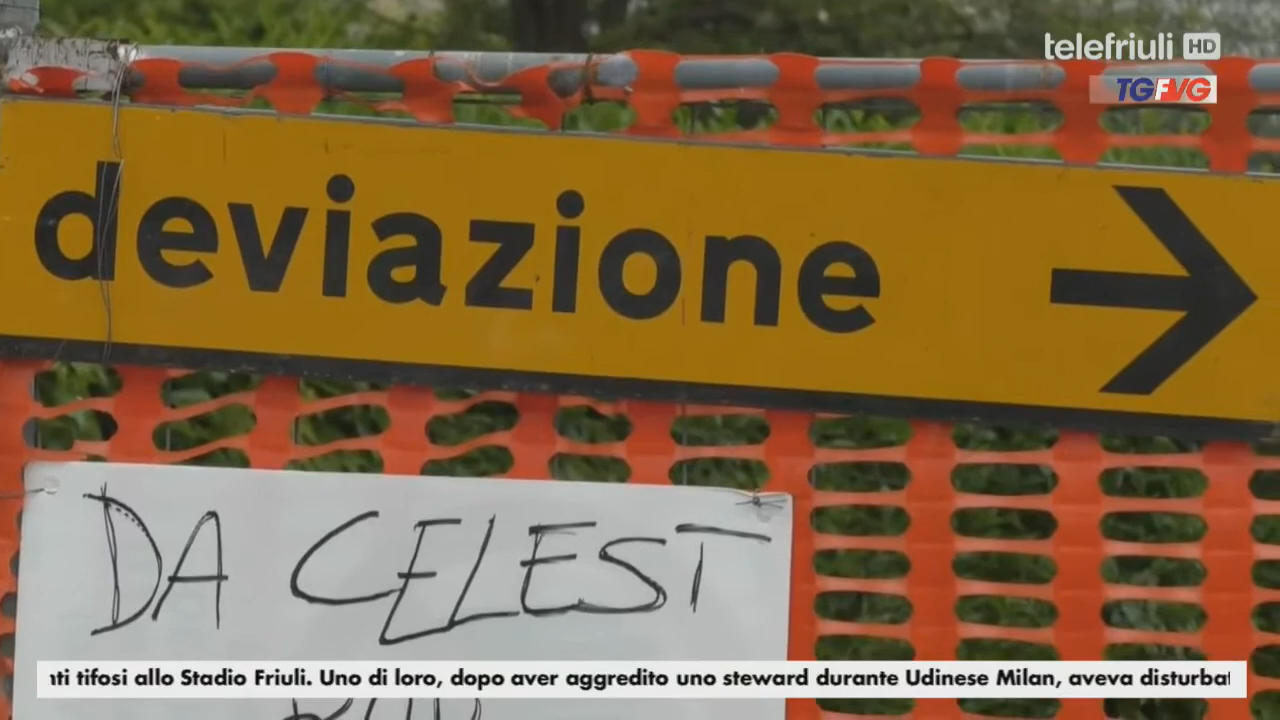 telefriuli HD
TGFVG
deviazione
DA CELEST
nti tifosi allo Stadio Friuli. Uno di loro, dopo aver aggredito uno steward durante Udinese Milan, aveva disturbat